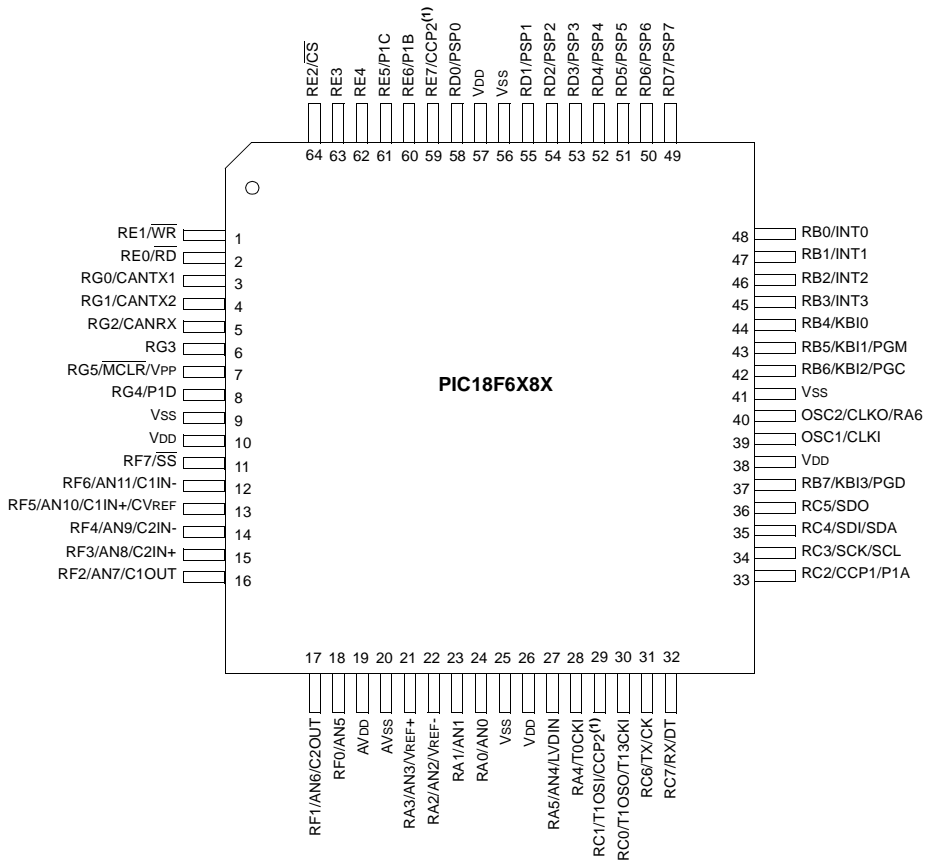 RE2/C̅S̅
RE3
RE4
RE5/P1C
RE6/P1B
RE7/CCP2(1)
RD0/PSP0
VDD
VSS
RD1/PSP1
RD2/PSP2
RD3/PSP3
RD4/PSP4
RD5/PSP5
RD6/PSP6
RD7/PSP7
64 63 62 61 60 59 58 57 56 55 54 53 52 51 50 49
RE1/W̅R̅ 1
RE0/R̅D̅ 2
RG0/CANTX1 3
RG1/CANTX2 4
RG2/CANRX 5
RG3 6
RG5/M̅C̅L̅R̅/VPP 7
RG4/P1D 8
VSS 9
VDD 10
RF7/S̅S̅ 11
RF6/AN11/C1IN- 12
RF5/AN10/C1IN+/CVREF 13
RF4/AN9/C2IN- 14
RF3/AN8/C2IN+ 15
RF2/AN7/C1OUT 16
PIC18F6X8X
48 RB0/INT0
47 RB1/INT1
46 RB2/INT2
45 RB3/INT3
44 RB4/KBI0
43 RB5/KBI1/PGM
42 RB6/KBI2/PGC
41 VSS
40 OSC2/CLKO/RA6
39 OSC1/CLKI
38 VDD
37 RB7/KBI3/PGD
36 RC5/SDO
35 RC4/SDI/SDA
34 RC3/SCK/SCL
33 RC2/CCP1/P1A
17 18 19 20 21 22 23 24 25 26 27 28 29 30 31 32
RF1/AN6/C2OUT
RF0/AN5
AVDD
AVSS
RA3/AN3/VREF+
RA2/AN2/VREF-
RA1/AN1
RA0/AN0
VSS
VDD
RA5/AN4/LVDIN
RA4/T0CKI
RC1/T1OSI/CCP2(1)
RC0/T1OSO/T13CKI
RC6/TX/CK
RC7/RX/DT